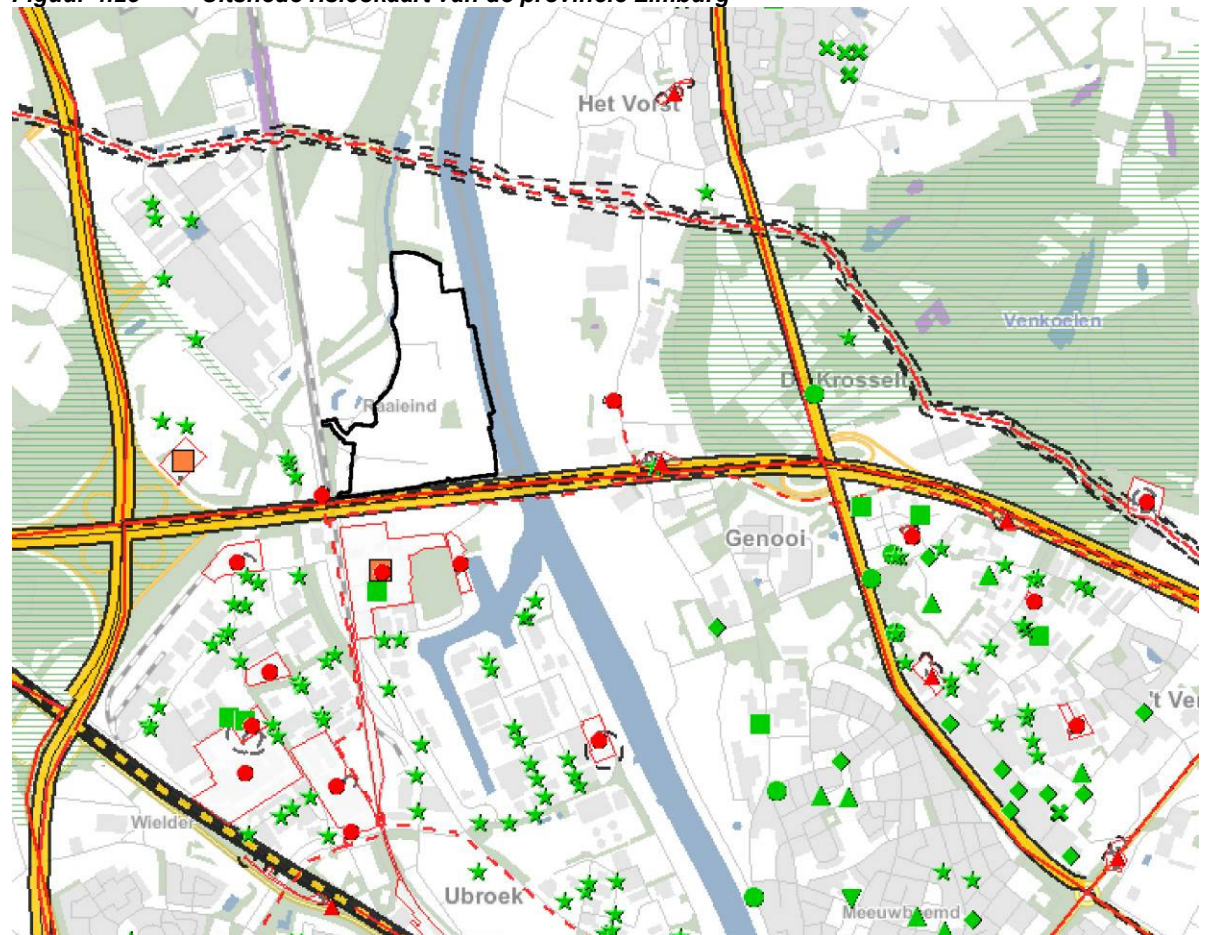 Het Vorst
Venkoelen
De Krosselt
Raaieind
Genooi
't Ve
Wielder
Ubroek
Meeuwbeemd